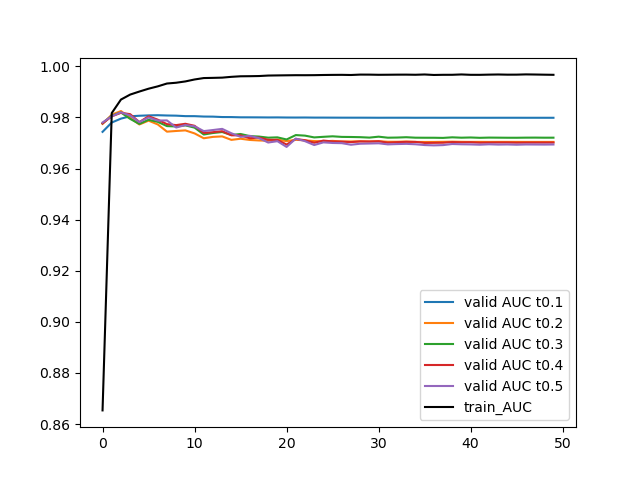 1.00
0.98
0.96
0.94
0.92
0.90
0.88
0.86
0 10 20 30 40 50
valid AUC t0.1
valid AUC t0.2
valid AUC t0.3
valid AUC t0.4
valid AUC t0.5
train_AUC